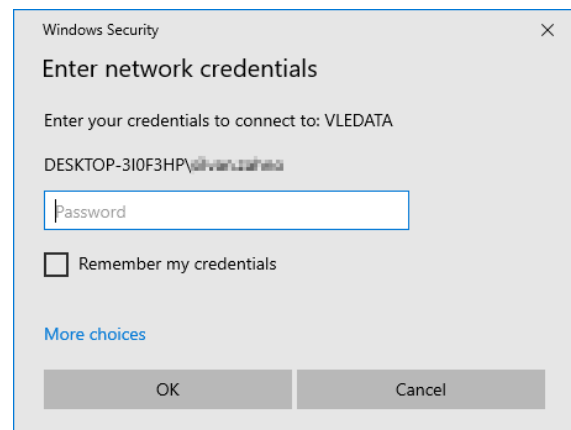 Windows Security
Enter network credentials
Enter your credentials to connect to: VLEDATA
DESKTOP-3I0F3HP\
Password
Remember my credentials
More choices
OK
Cancel